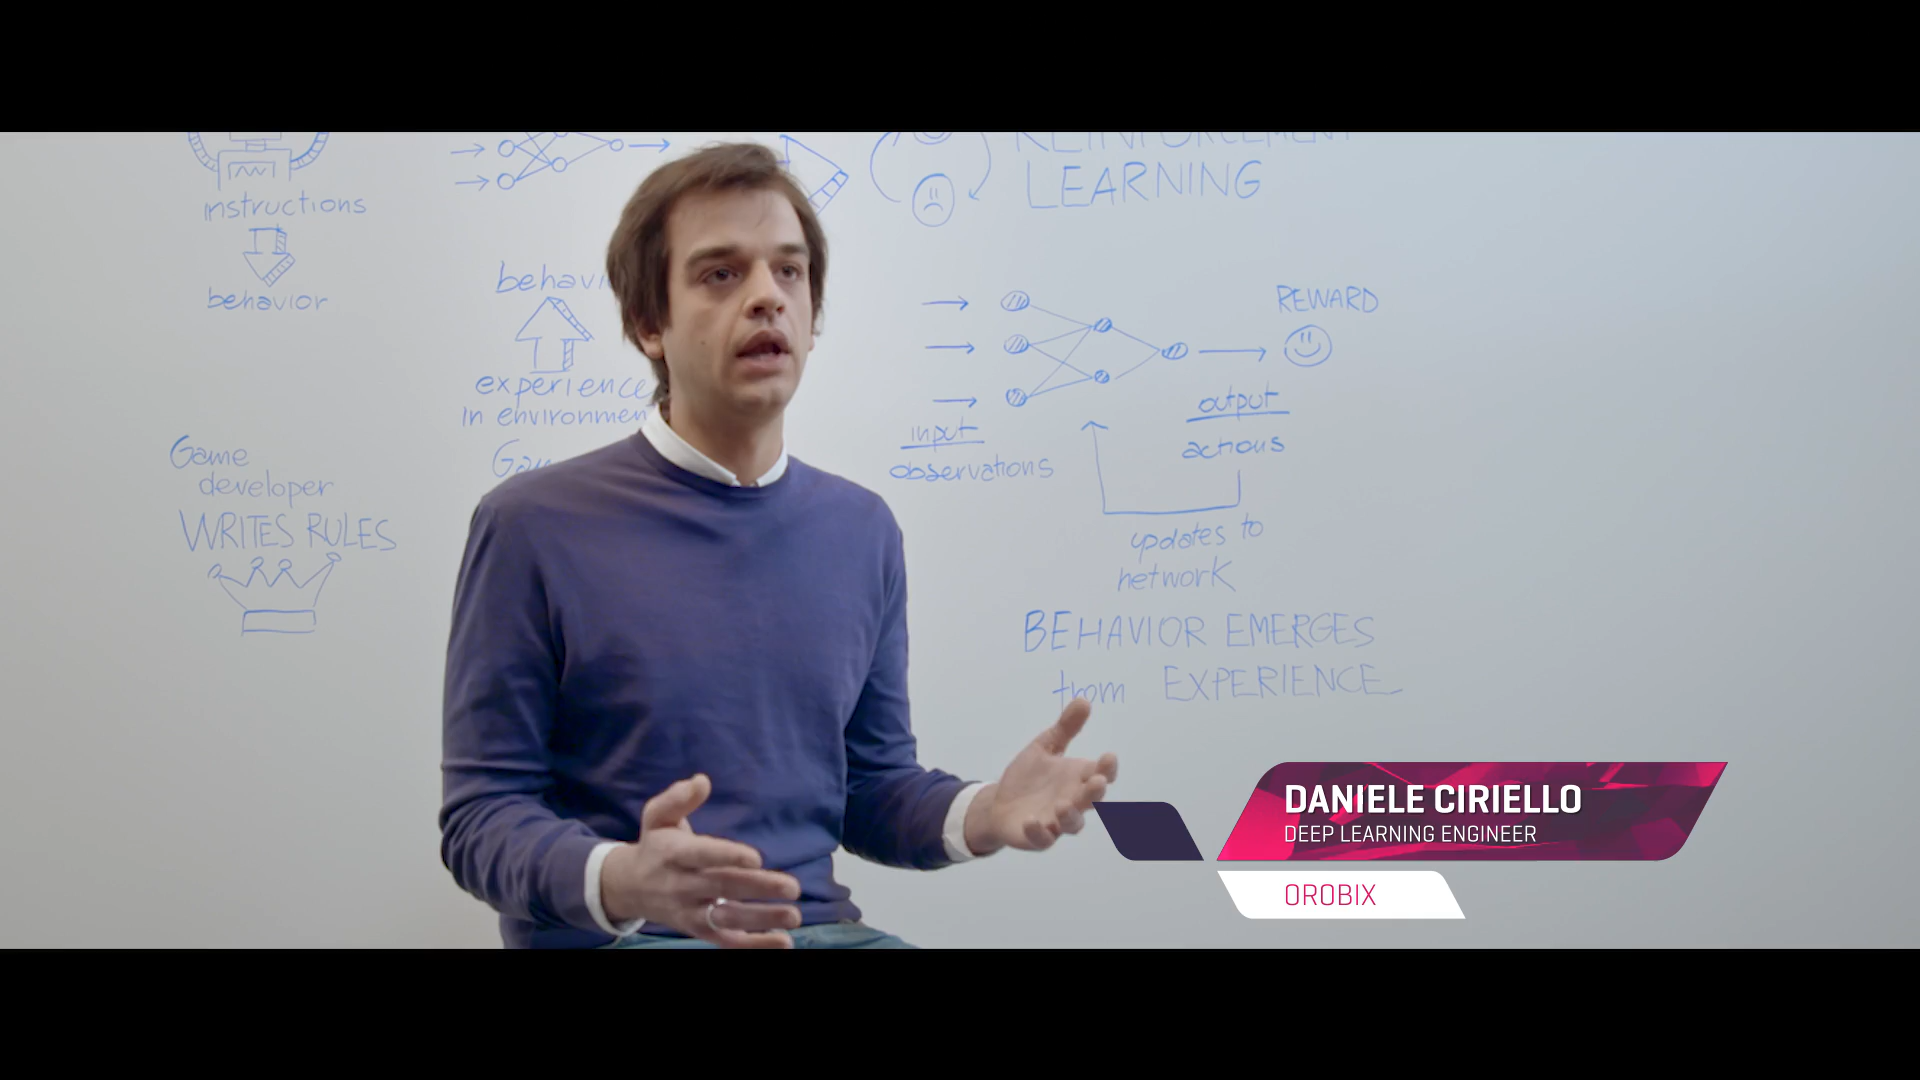 REINFORCEMENT
LEARNING
instructions
behavior
experience
in
Game
developer
WRITES RULES
REWARD
input
observations
output
actions
updates to
network
BEHAVIOR EMERGES
from EXPERIENCE
DANIELE CIRIELLO
DEEP LEARNING ENGINEER
OROBIX